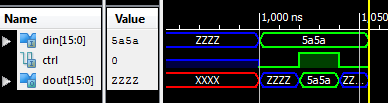 Name Value 1,000 ns 1,050
din[15:0] 5a5a ZZZZ 5a5a
ctrl 0
dout[15:0] ZZZZ XXXX ZZZZ 5a5a ZZ...